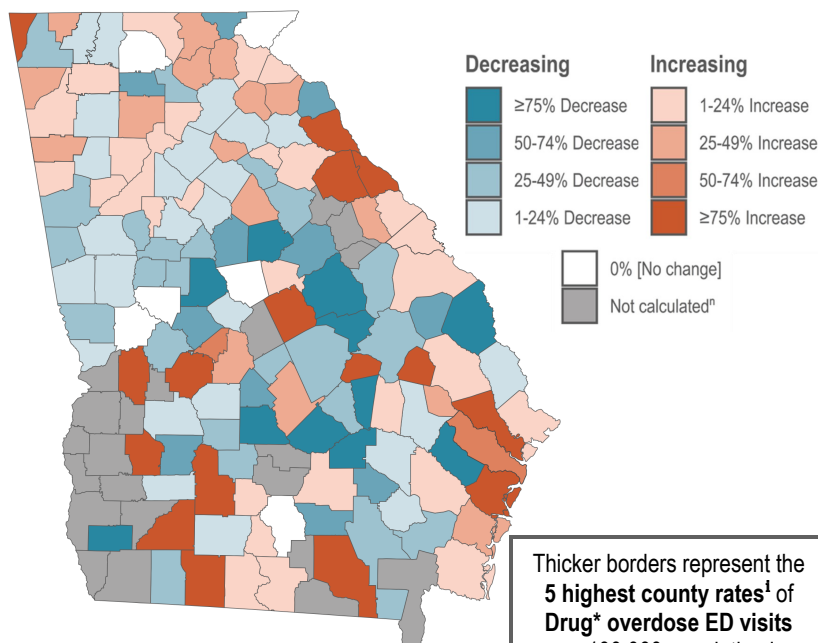 Decreasing
≥75% Decrease
50-74% Decrease
25-49% Decrease
1-24% Decrease
Increasing
1-24% Increase
25-49% Increase
50-74% Increase
≥75% Increase
0% [No change]
Not calculatedⁿ
Thicker borders represent the
5 highest county rates¹ of
Drug* overdose ED visits